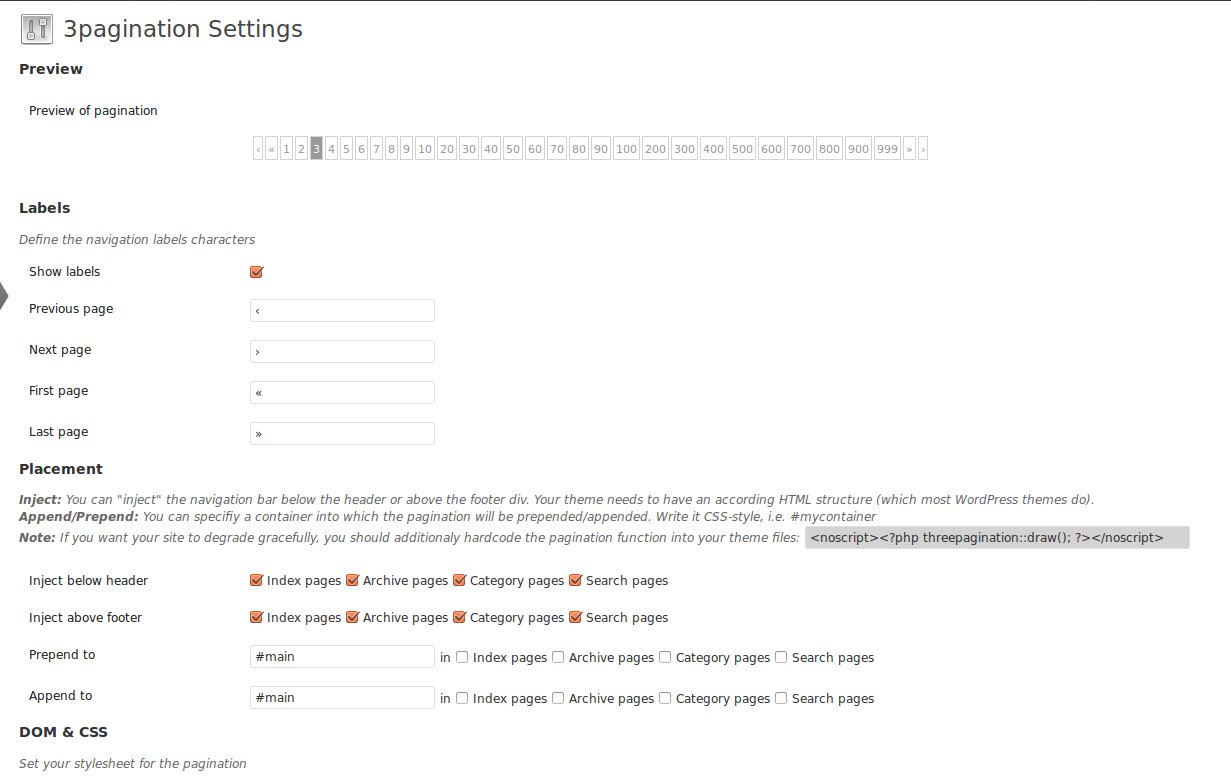 3pagination Settings
Preview
Preview of pagination
‹ « 1 2 3 4 5 6 7 8 9 10 20 30 40 50 60 70 80 90 100 200 300 400 500 600 700 800 900 999 » ›
Labels
Define the navigation labels characters
Show labels
Previous page ‹
Next page ›
First page «
Last page »
Placement
Inject: You can "inject" the navigation bar below the header or above the footer div. Your theme needs to have an according HTML structure (which most WordPress themes do).
Append/Prepend: You can specifiy a container into which the pagination will be prepended/appended. Write it CSS-style, i.e. #mycontainer
Note: If you want your site to degrade gracefully, you should additionaly hardcode the pagination function into your theme files: <noscript><?php threepagination::draw(); ?></noscript>
Inject below header Index pages Archive pages Category pages Search pages
Inject above footer Index pages Archive pages Category pages Search pages
Prepend to #main in Index pages Archive pages Category pages Search pages
Append to #main in Index pages Archive pages Category pages Search pages
DOM & CSS
Set your stylesheet for the pagination